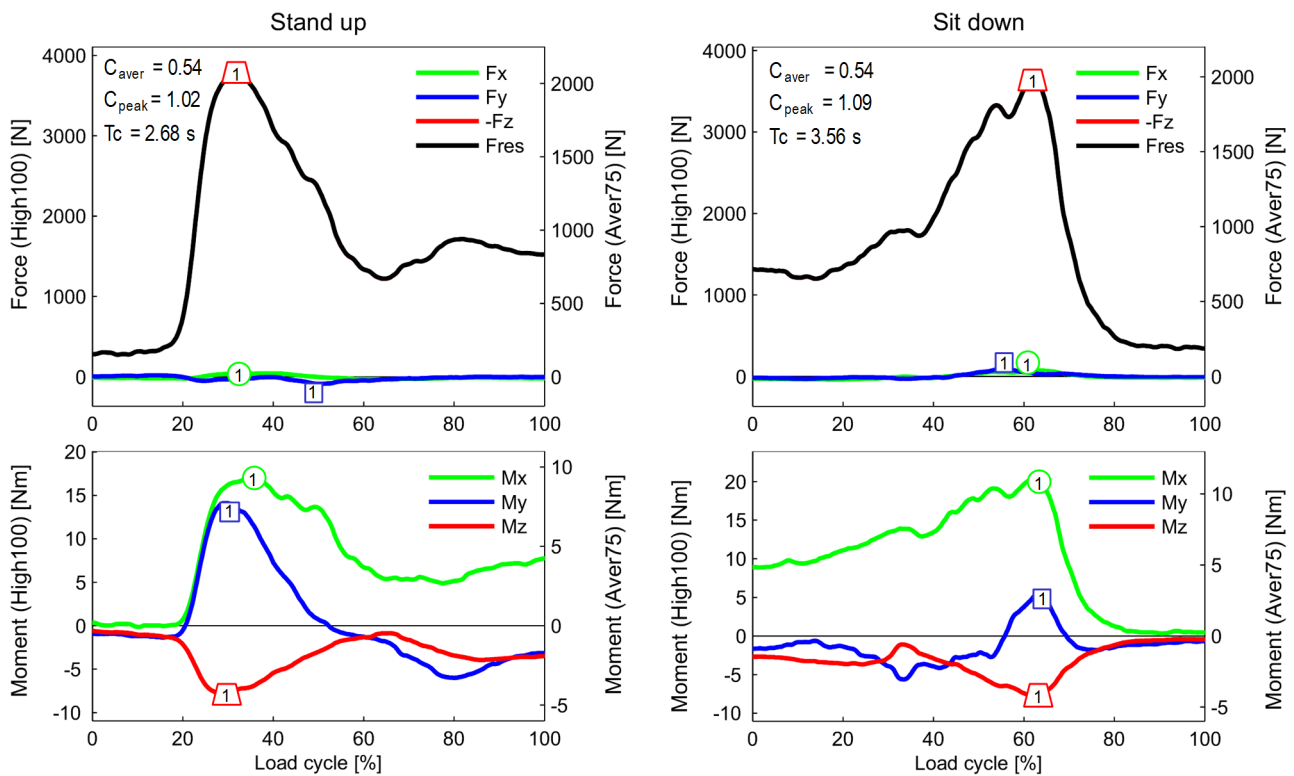 Stand up
C aver = 0.54
C peak = 1.02
Tc = 2.68 s
Fx
Fy
-Fz
Fres
1
1
1
4000
3000
2000
1000
0
2000
1500
1000
500
0
Force (High100) [N]
Force (Aver75) [N]
0 20 40 60 80 100
Sit down
C aver = 0.54
C peak = 1.09
Tc = 3.56 s
Fx
Fy
-Fz
Fres
1
1
1
4000
3000
2000
1000
0
2000
1500
1000
500
0
Force (High100) [N]
Force (Aver75) [N]
0 20 40 60 80 100
Mx
My
Mz
1
1
1
20
15
10
5
0
-5
-10
10
5
0
-5
Moment (High100) [Nm]
Moment (Aver75) [Nm]
0 20 40 60 80 100
Load cycle [%]
Mx
My
Mz
1
1
1
20
15
10
5
0
-5
-10
10
5
0
-5
Moment (High100) [Nm]
Moment (Aver75) [Nm]
0 20 40 60 80 100
Load cycle [%]